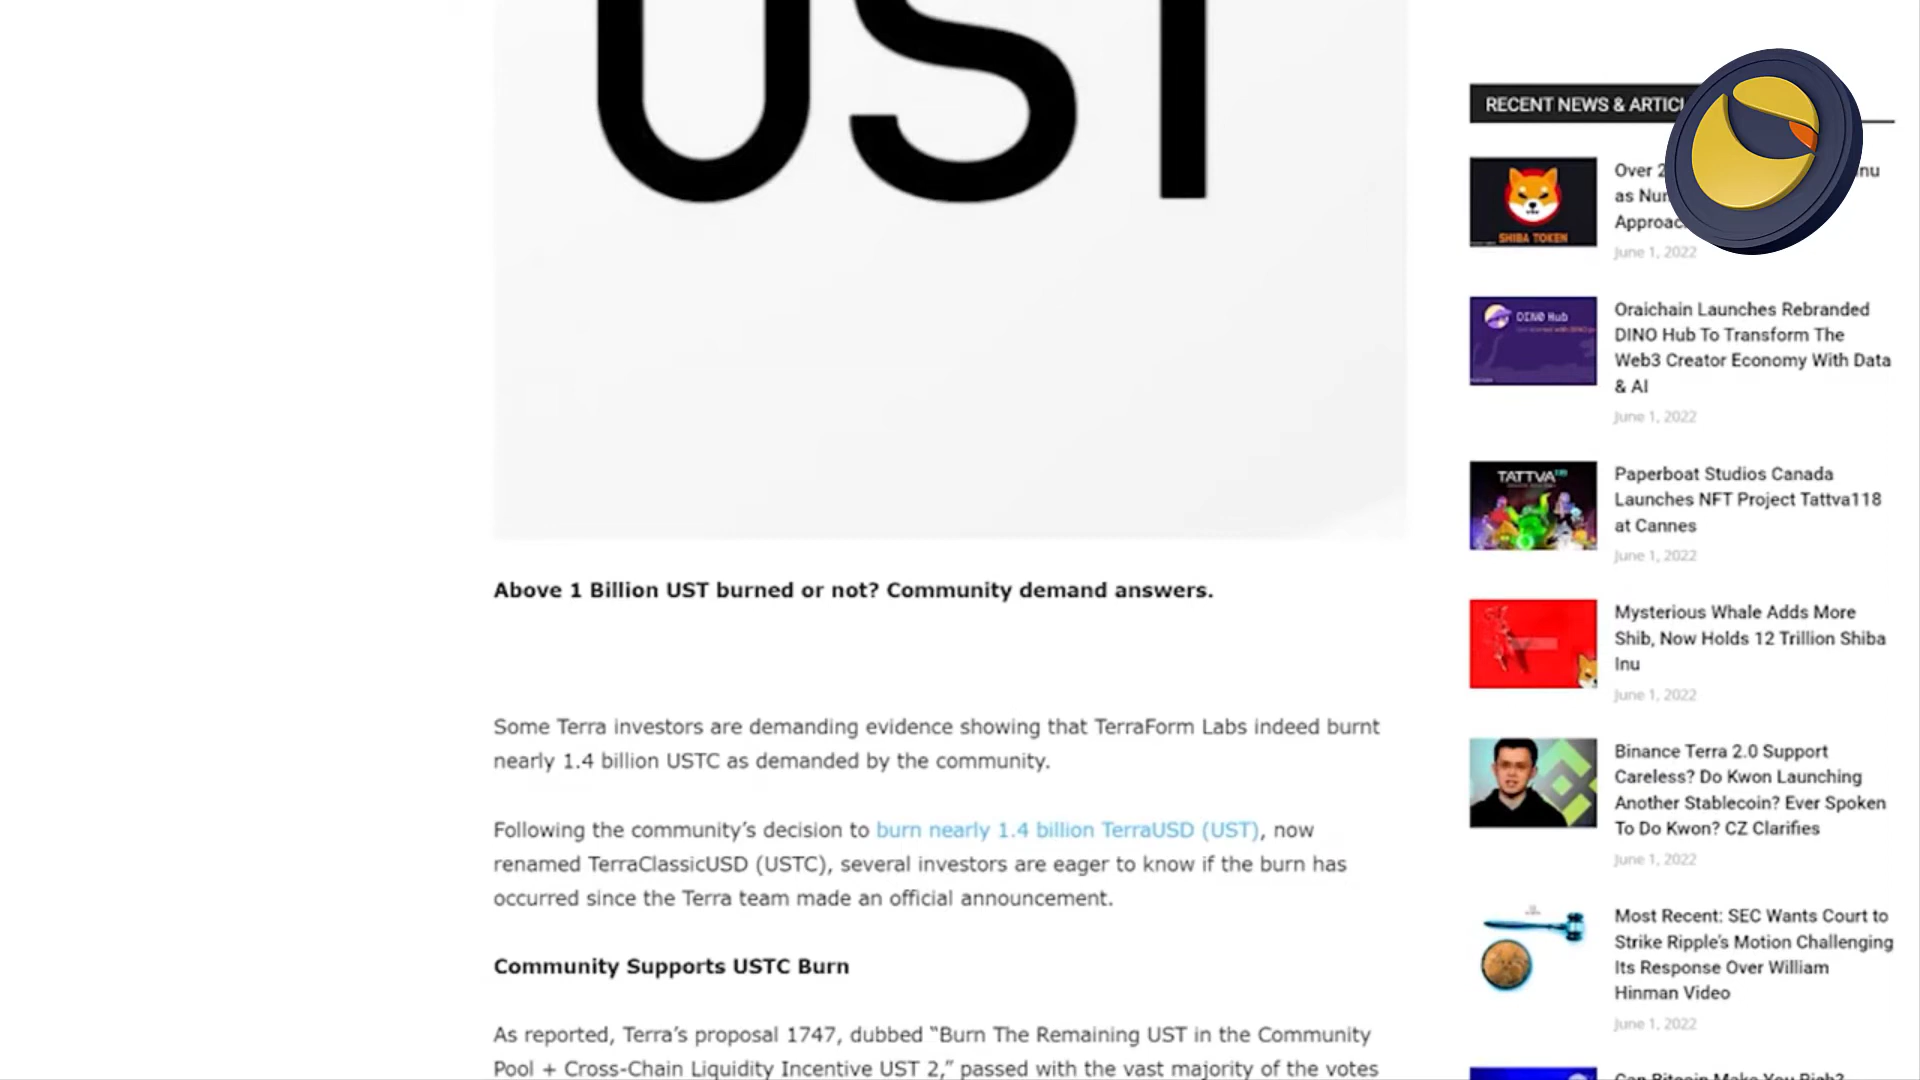 UST
Above 1 Billion UST burned or not? Community demand answers.
Some Terra investors are demanding evidence showing that TerraForm Labs indeed burnt
nearly 1.4 billion USTC as demanded by the community.
Following the community’s decision to burn nearly 1.4 billion TerraUSD (UST), now
renamed TerraClassicUSD (USTC), several investors are eager to know if the burn has
occurred since the Terra team made an official announcement.
Community Supports USTC Burn
As reported, Terra’s proposal 1747, dubbed “Burn The Remaining UST in the Community
Pool + Cross-Chain Liquidity Incentive UST 2,” passed with the vast majority of the votes
RECENT NEWS &
SHIBA TOKEN
Over
as
June 1, 2022
DINO Hub
Oraichain Launches Rebranded
DINO Hub To Transform The
Web3 Creator Economy With Data
& AI
June 1, 2022
TATTVA
Paperboat Studios Canada
Launches NFT Project Tattva118
at Cannes
June 1, 2022
Mysterious Whale Adds More
Shib, Now Holds 12 Trillion Shiba
Inu
June 1, 2022
Binance Terra 2.0 Support
Careless? Do Kwon Launching
Another Stablecoin? Ever Spoken
To Do Kwon? CZ Clarifies
June 1, 2022
Most Recent: SEC Wants Court to
Strike Ripple’s Motion Challenging
Its Response Over William
Hinman Video
June 1, 2022
Can Bitcoin Make You Rich?